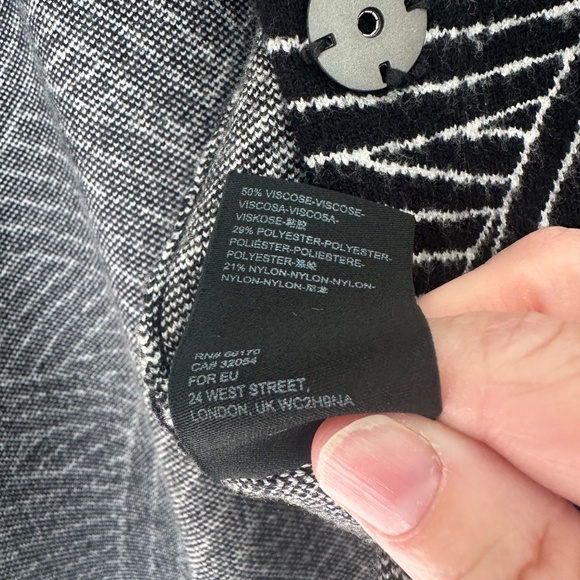 50% VISCOSE-VISCOSE-
VISCOSA-VISCOSA-
VISKOSE-粘胶
29% POLYESTER-POLYESTER-
POLIÉSTER-POLIESTERE-
POLYESTER-涤纶
21% NYLON-NYLON-NYLON-
NYLON-NYLON-尼龙
RN# 66170
CA# 32054
FOR EU
24 WEST STREET,
LONDON, UK WC2H9NA